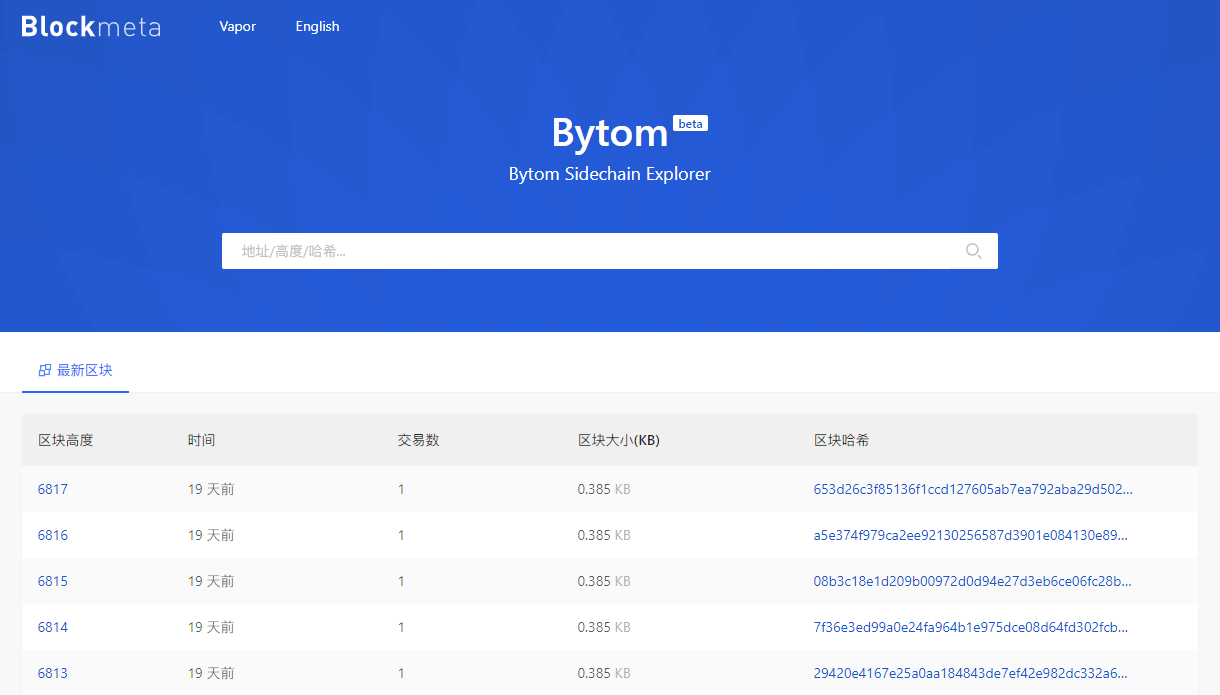 Blockmeta Vapor English
Bytom beta
Bytom Sidechain Explorer
地址/高度/哈希...
最新区块
区块高度 时间 交易数 区块大小(KB) 区块哈希
6817 19 天前 1 0.385 KB 653d26c3f85136f1ccd127605ab7ea792aba29d502...
6816 19 天前 1 0.385 KB a5e374f979ca2ee92130256587d3901e084130e89...
6815 19 天前 1 0.385 KB 08b3c18e1d209b00972d0d94e27d3eb6ce06fc28b...
6814 19 天前 1 0.385 KB 7f36e3ed99a0e24fa964b1e975dce08d64fd302fcb...
6813 19 天前 1 0.385 KB 29420e4167e25a0aa184843de7ef42e982dc332a6...